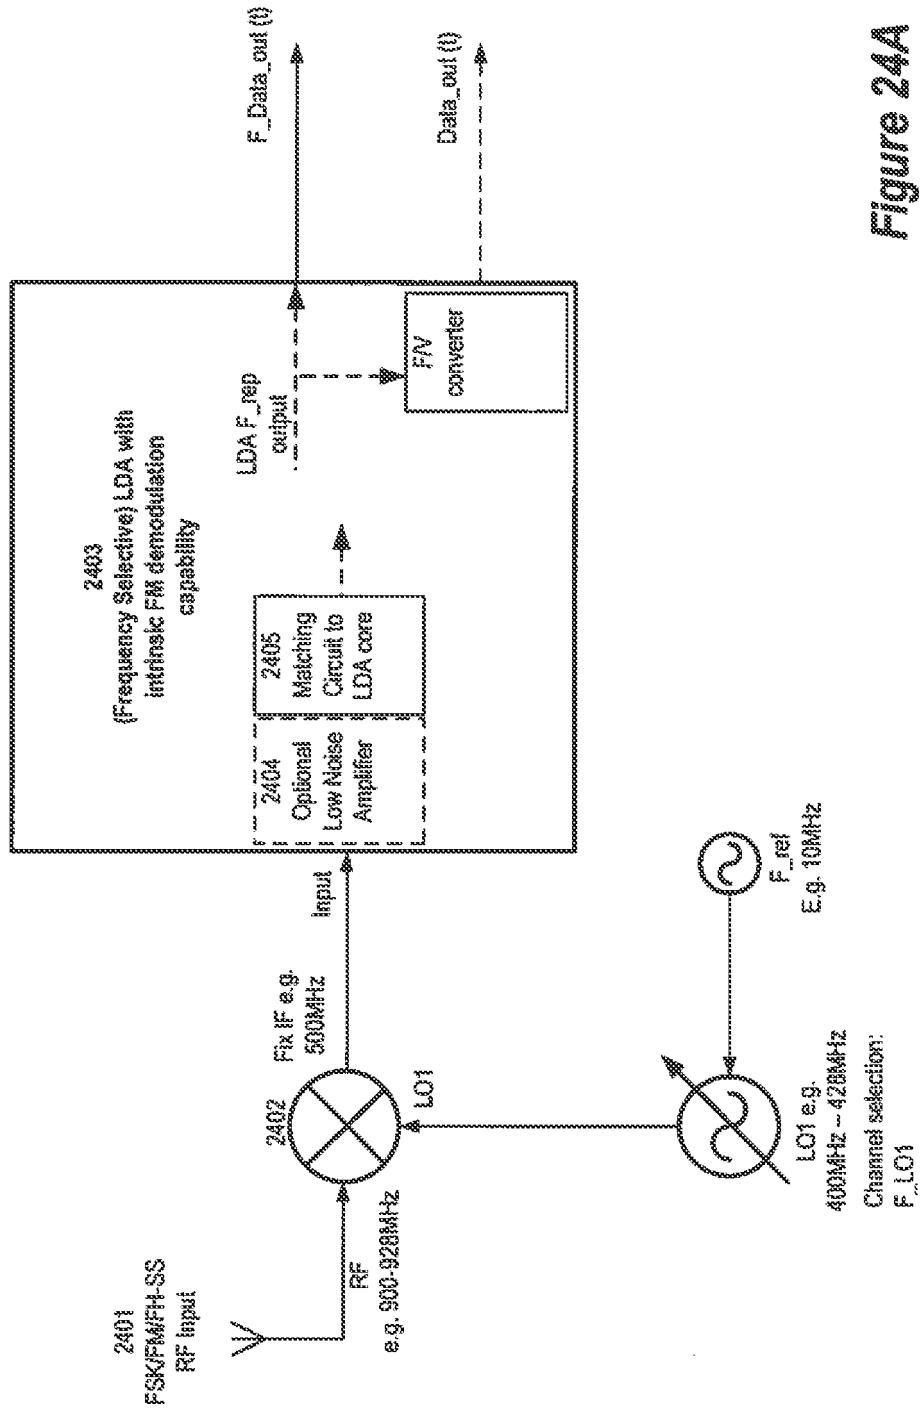 2401
FSK/FM/FH-SS
RF Input
RF
e.g. 900-928MHz
2402
Fix IF e.g.
500MHz
LO1
Input
LO1 e.g.
400MHz – 428MHz
Channel selection:
F_LO1
F_ref
E.g. 10MHz
2403
(Frequency Selective) LDA with
intrinsic FM demodulation
capability
2404
Optional
Low Noise
Amplifier
2405
Matching
Circuit to
LDA core
LDA F_rep
output
F/V
converter
F_Data_out (t)
Data_out (t)
Figure 24A